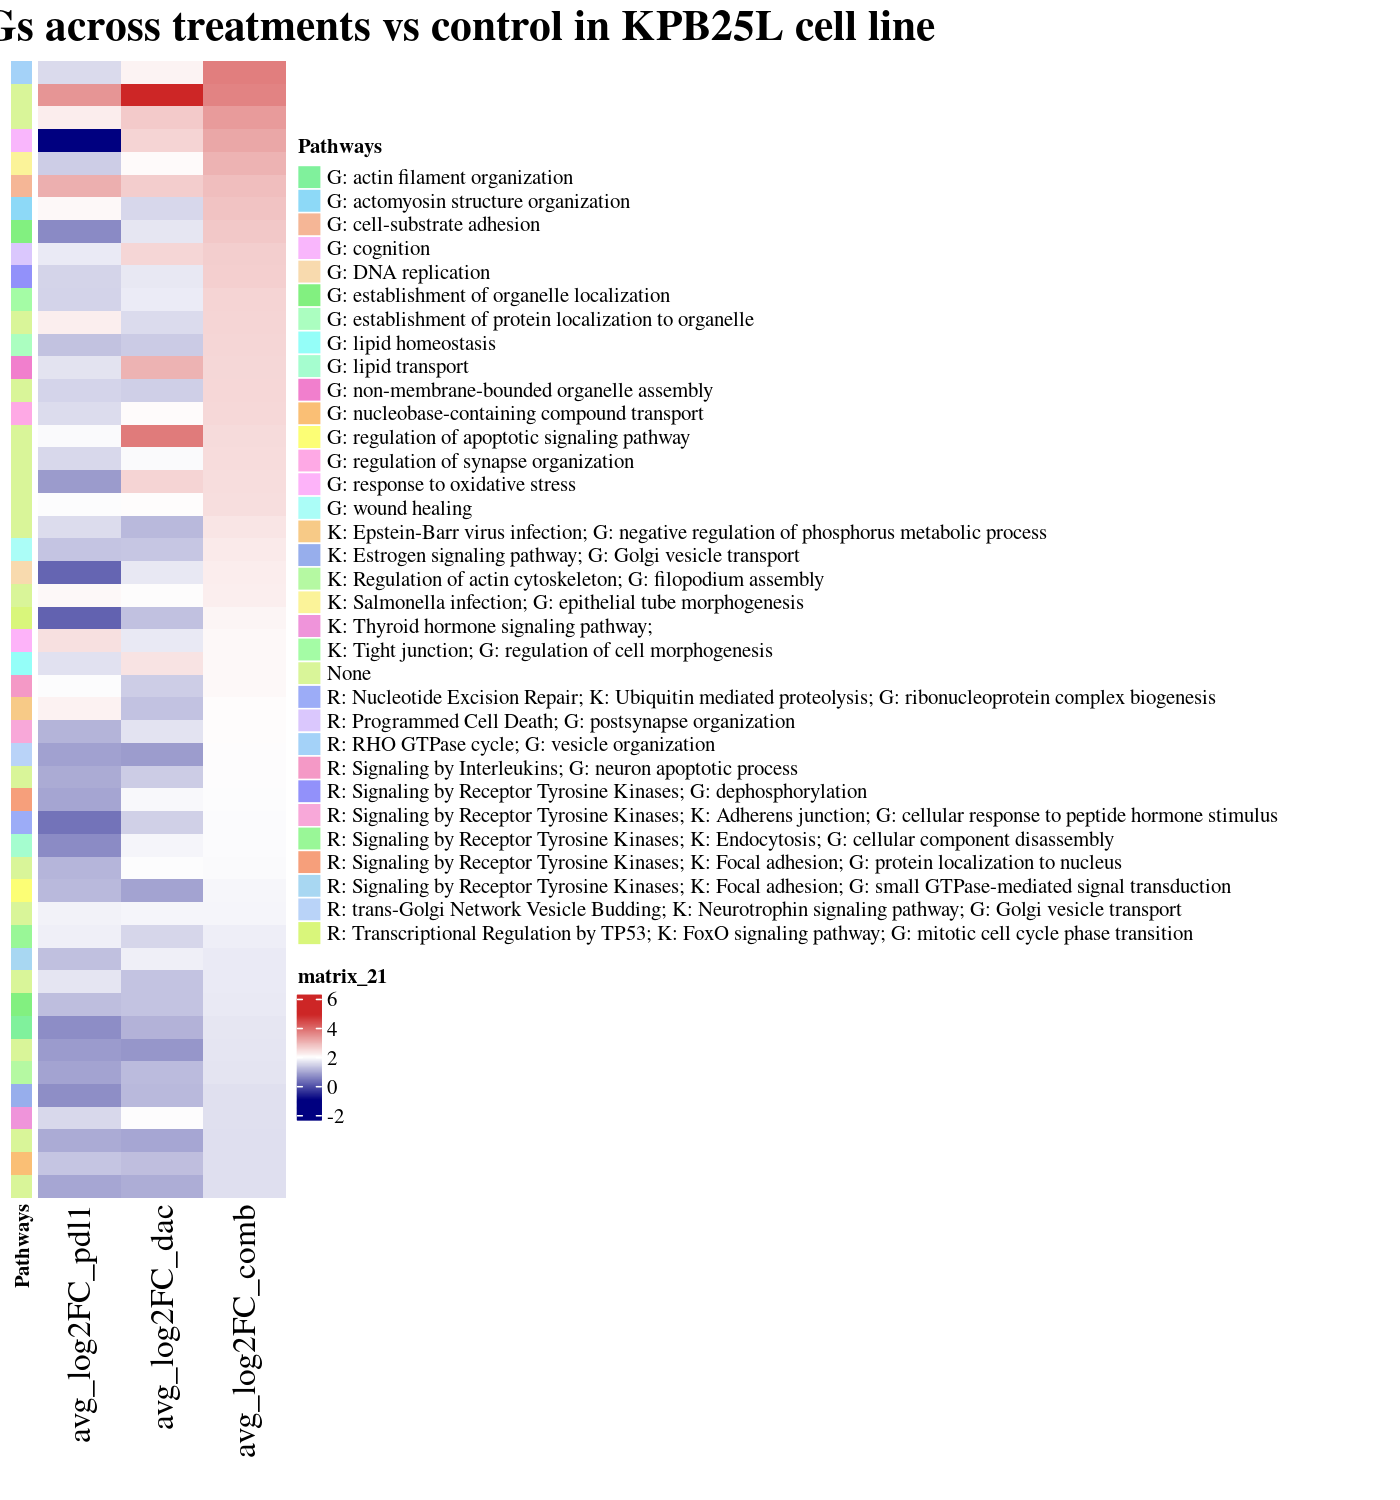 Gs across treatments vs control in KPB25L cell line
Pathways
G: actin filament organization
G: actomyosin structure organization
G: cell-substrate adhesion
G: cognition
G: DNA replication
G: establishment of organelle localization
G: establishment of protein localization to organelle
G: lipid homeostasis
G: lipid transport
G: non-membrane-bounded organelle assembly
G: nucleobase-containing compound transport
G: regulation of apoptotic signaling pathway
G: regulation of synapse organization
G: response to oxidative stress
G: wound healing
K: Epstein-Barr virus infection; G: negative regulation of phosphorus metabolic process
K: Estrogen signaling pathway; G: Golgi vesicle transport
K: Regulation of actin cytoskeleton; G: filopodium assembly
K: Salmonella infection; G: epithelial tube morphogenesis
K: Thyroid hormone signaling pathway;
K: Tight junction; G: regulation of cell morphogenesis
None
R: Nucleotide Excision Repair; K: Ubiquitin mediated proteolysis; G: ribonucleoprotein complex biogenesis
R: Programmed Cell Death; G: postsynapse organization
R: RHO GTPase cycle; G: vesicle organization
R: Signaling by Interleukins; G: neuron apoptotic process
R: Signaling by Receptor Tyrosine Kinases; G: dephosphorylation
R: Signaling by Receptor Tyrosine Kinases; K: Adherens junction; G: cellular response to peptide hormone stimulus
R: Signaling by Receptor Tyrosine Kinases; K: Endocytosis; G: cellular component disassembly
R: Signaling by Receptor Tyrosine Kinases; K: Focal adhesion; G: protein localization to nucleus
R: Signaling by Receptor Tyrosine Kinases; K: Focal adhesion; G: small GTPase-mediated signal transduction
R: trans-Golgi Network Vesicle Budding; K: Neurotrophin signaling pathway; G: Golgi vesicle transport
R: Transcriptional Regulation by TP53; K: FoxO signaling pathway; G: mitotic cell cycle phase transition
matrix_21
6
4
2
0
-2
Pathways
avg_log2FC_pdl1
avg_log2FC_dac
avg_log2FC_comb